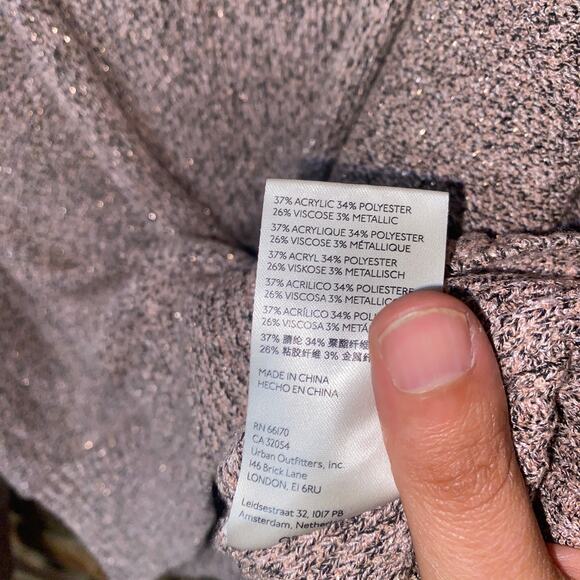 37% ACRYLIC 34% POLYESTER
26% VISCOSE 3% METALLIC
37% ACRYLIQUE 34% POLYESTER
26% VISCOSE 3% MÉTALLIQUE
37% ACRYL 34% POLYESTER
26% VISKOSE 3% METALLISCH
37% ACRILICO 34% POLIESTERE
26% VISCOSA 3% METALLIC
37% ACRÍLICO 34% POLI
26% VISCOSA 3% METÁ
37% 腈纶 34% 聚酯纤维
26% 粘胶纤维 3% 金属
MADE IN CHINA
HECHO EN CHINA
RN 66170
CA 32054
Urban Outfitters, Inc.
146 Brick Lane
LONDON, E1 6RU
Leidsestraat 32, 1017 PB
Amsterdam, Netherl